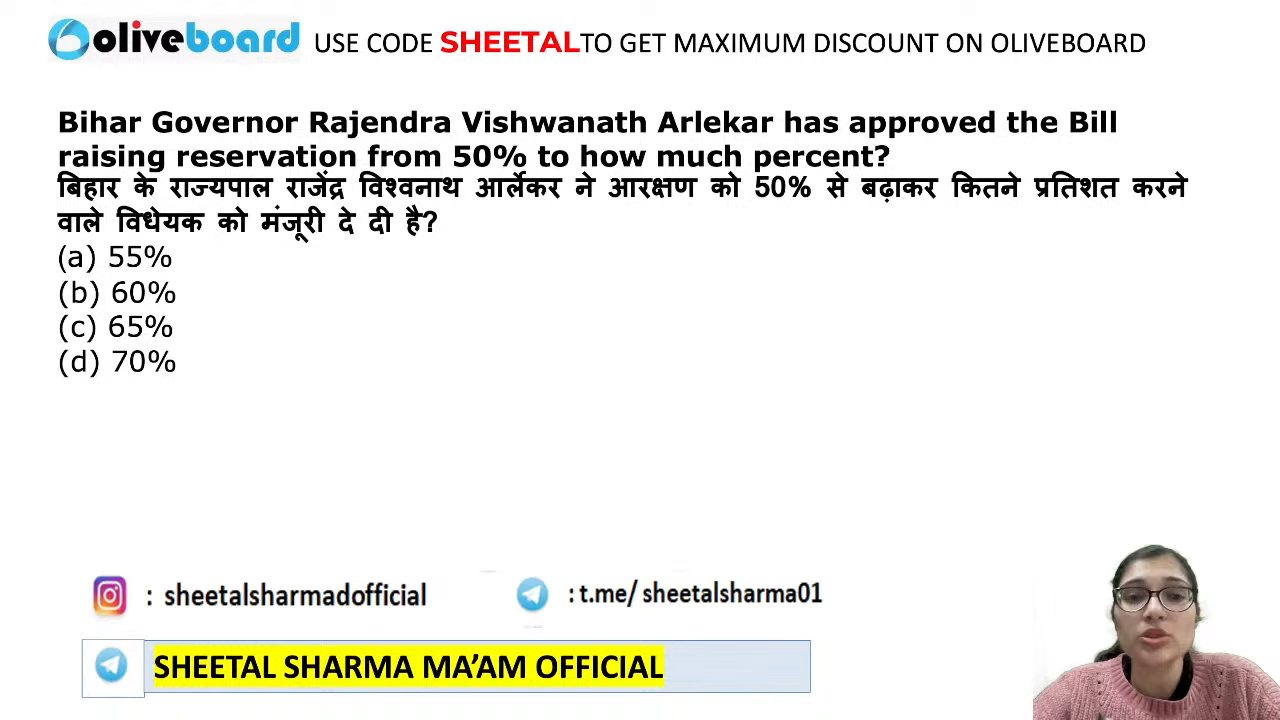 oliveboard USE CODE SHEETAL TO GET MAXIMUM DISCOUNT ON OLIVEBOARD
Bihar Governor Rajendra Vishwanath Arlekar has approved the Bill
raising reservation from 50% to how much percent?
बिहार के राज्यपाल राजेंद्र विश्वनाथ आर्लेकर ने आरक्षण को 50% से बढ़ाकर कितने प्रतिशत करने
वाले विधेयक को मंजूरी दे दी है?
(a) 55%
(b) 60%
(c) 65%
(d) 70%
: sheetalsharmadofficial : t.me/ sheetalsharma01
SHEETAL SHARMA MA’AM OFFICIAL